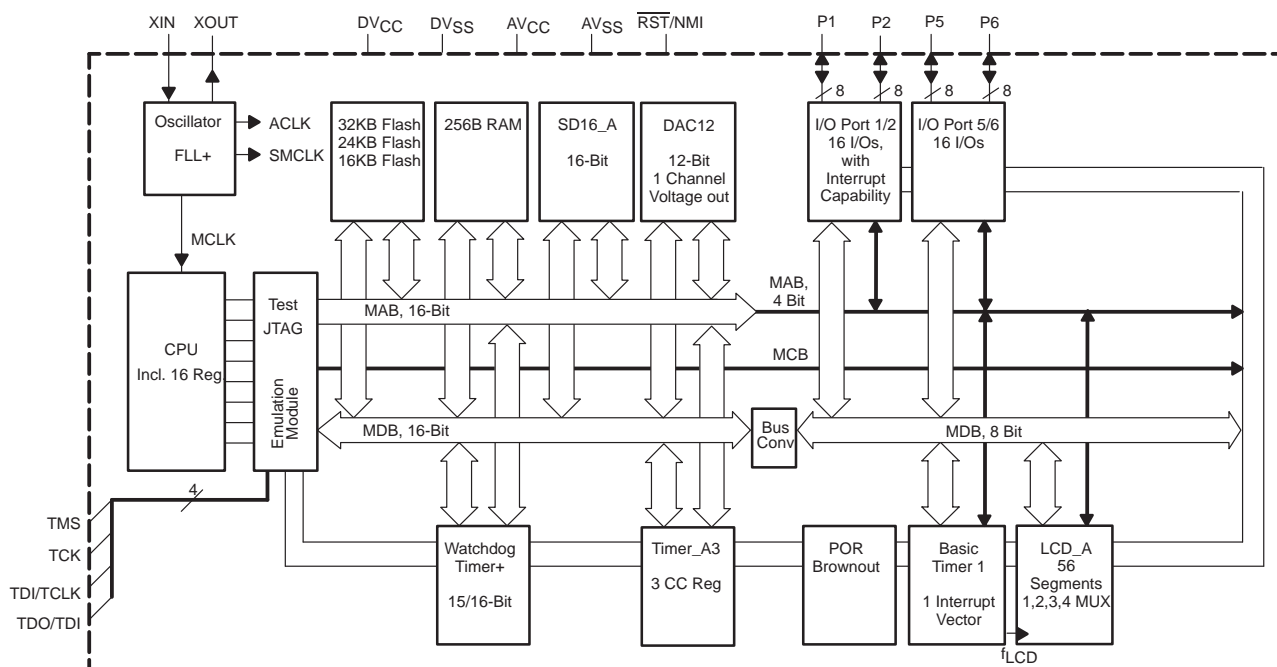 XIN
XOUT
DVCC
DVSS
AVCC
AVSS
RST/NMI
P1
P2
P5
P6
8
8
8
8
Oscillator
FLL+
ACLK
SMCLK
32KB Flash
24KB Flash
16KB Flash
256B RAM
SD16_A
16-Bit
DAC12
12-Bit
1 Channel
Voltage out
I/O Port 1/2
16 I/Os,
with
Interrupt
Capability
I/O Port 5/6
16 I/Os
MCLK
CPU
Incl. 16 Reg
Test
JTAG
Emulation
Module
MAB, 16-Bit
MAB,
4 Bit
MCB
MDB, 16-Bit
Bus
Conv
MDB, 8 Bit
4
TMS
TCK
TDI/TCLK
TDO/TDI
Watchdog
Timer+
15/16-Bit
Timer_A3
3 CC Reg
POR
Brownout
Basic
Timer 1
1 Interrupt
Vector
LCD_A
56
Segments
1,2,3,4 MUX
fLCD